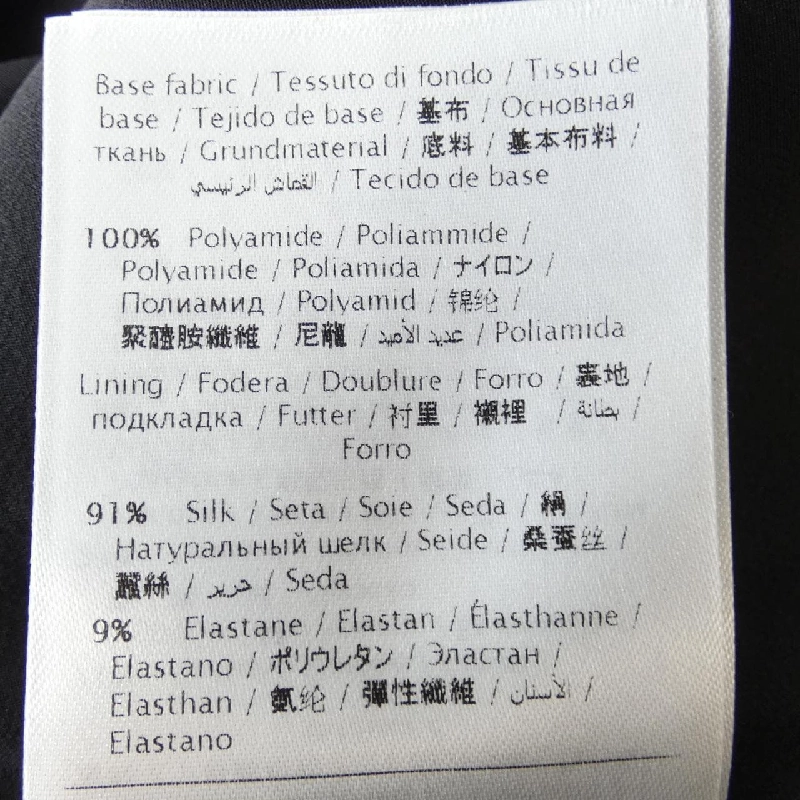 Base fabric / Tessuto di fondo / Tissu de
base / Tejido de base / 基布 / Основная
ткань / Grundmaterial / 底料 / 基本布料 /
القماش الرئيسي / Tecido de base
100% Polyamide / Poliammide /
Polyamide / Poliamida / ナイロン /
Полиамид / Polyamid / 锦纶 /
聚醯胺纖維 / 尼龍 / عديد الأميد / Poliamida
Lining / Fodera / Doublure / Forro / 裏地 /
подкладка / Futter / 衬里 / 襯裡 / بطانة /
Forro
91% Silk / Seta / Soie / Seda / 絹 /
Натуральный шелк / Seide / 桑蚕丝 /
蠶絲 / حرير / Seda
9% Elastane / Elastan / Élasthanne /
Elastano / ポリウレタン / Эластан /
Elasthan / 氨纶 / 彈性纖維 / الأستان /
Elastano